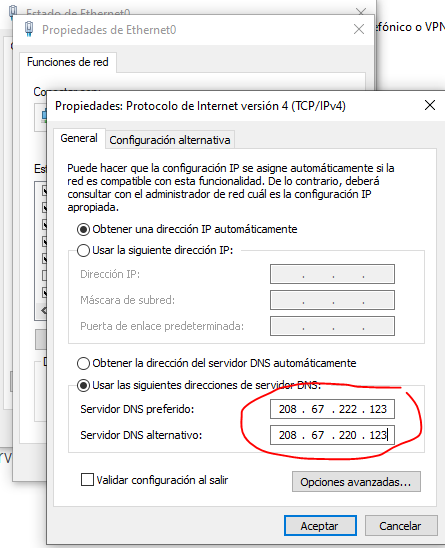 Estado de Ethernet0
Propiedades de Ethernet0
efónico o VPN
Funciones de red
Conectar con:
Propiedades: Protocolo de Internet versión 4 (TCP/IPv4)
General
Configuración alternativa
Puede hacer que la configuración IP se asigne automáticamente si la
red es compatible con esta funcionalidad. De lo contrario, deberá
consultar con el administrador de red cuál es la configuración IP
apropiada.
Obtener una dirección IP automáticamente
Usar la siguiente dirección IP:
Dirección IP:
Máscara de subred:
Puerta de enlace predeterminada:
Obtener la dirección del servidor DNS automáticamente
Usar las siguientes direcciones de servidor DNS:
Servidor DNS preferido: 208 . 67 . 222 . 123
Servidor DNS alternativo: 208 . 67 . 220 . 123
Validar configuración al salir
Opciones avanzadas...
Aceptar
Cancelar